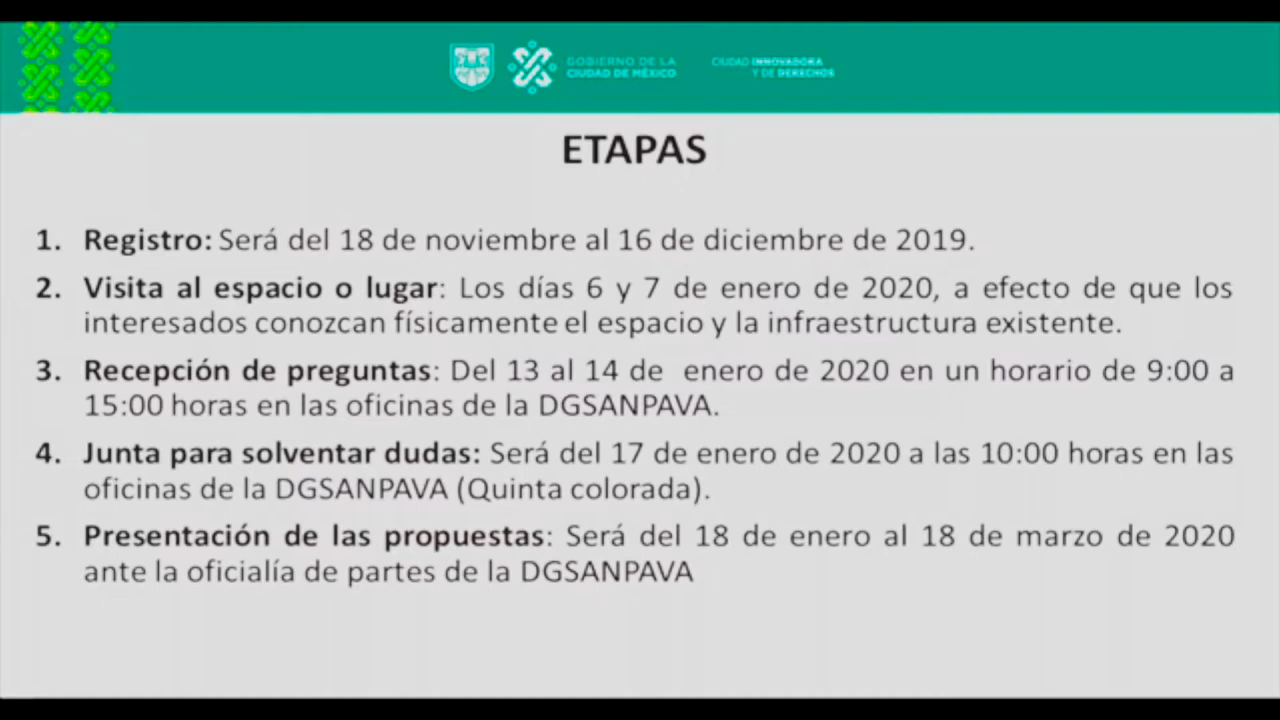 GOBIERNO DE LA
CIUDAD DE MÉXICO
CIUDAD INNOVADORA
Y DE DERECHOS
ETAPAS
1. Registro: Será del 18 de noviembre al 16 de diciembre de 2019.
2. Visita al espacio o lugar: Los días 6 y 7 de enero de 2020, a efecto de que los
interesados conozcan físicamente el espacio y la infraestructura existente.
3. Recepción de preguntas: Del 13 al 14 de enero de 2020 en un horario de 9:00 a
15:00 horas en las oficinas de la DGSANPAVA.
4. Junta para solventar dudas: Será del 17 de enero de 2020 a las 10:00 horas en las
oficinas de la DGSANPAVA (Quinta colorada).
5. Presentación de las propuestas: Será del 18 de enero al 18 de marzo de 2020
ante la oficialía de partes de la DGSANPAVA